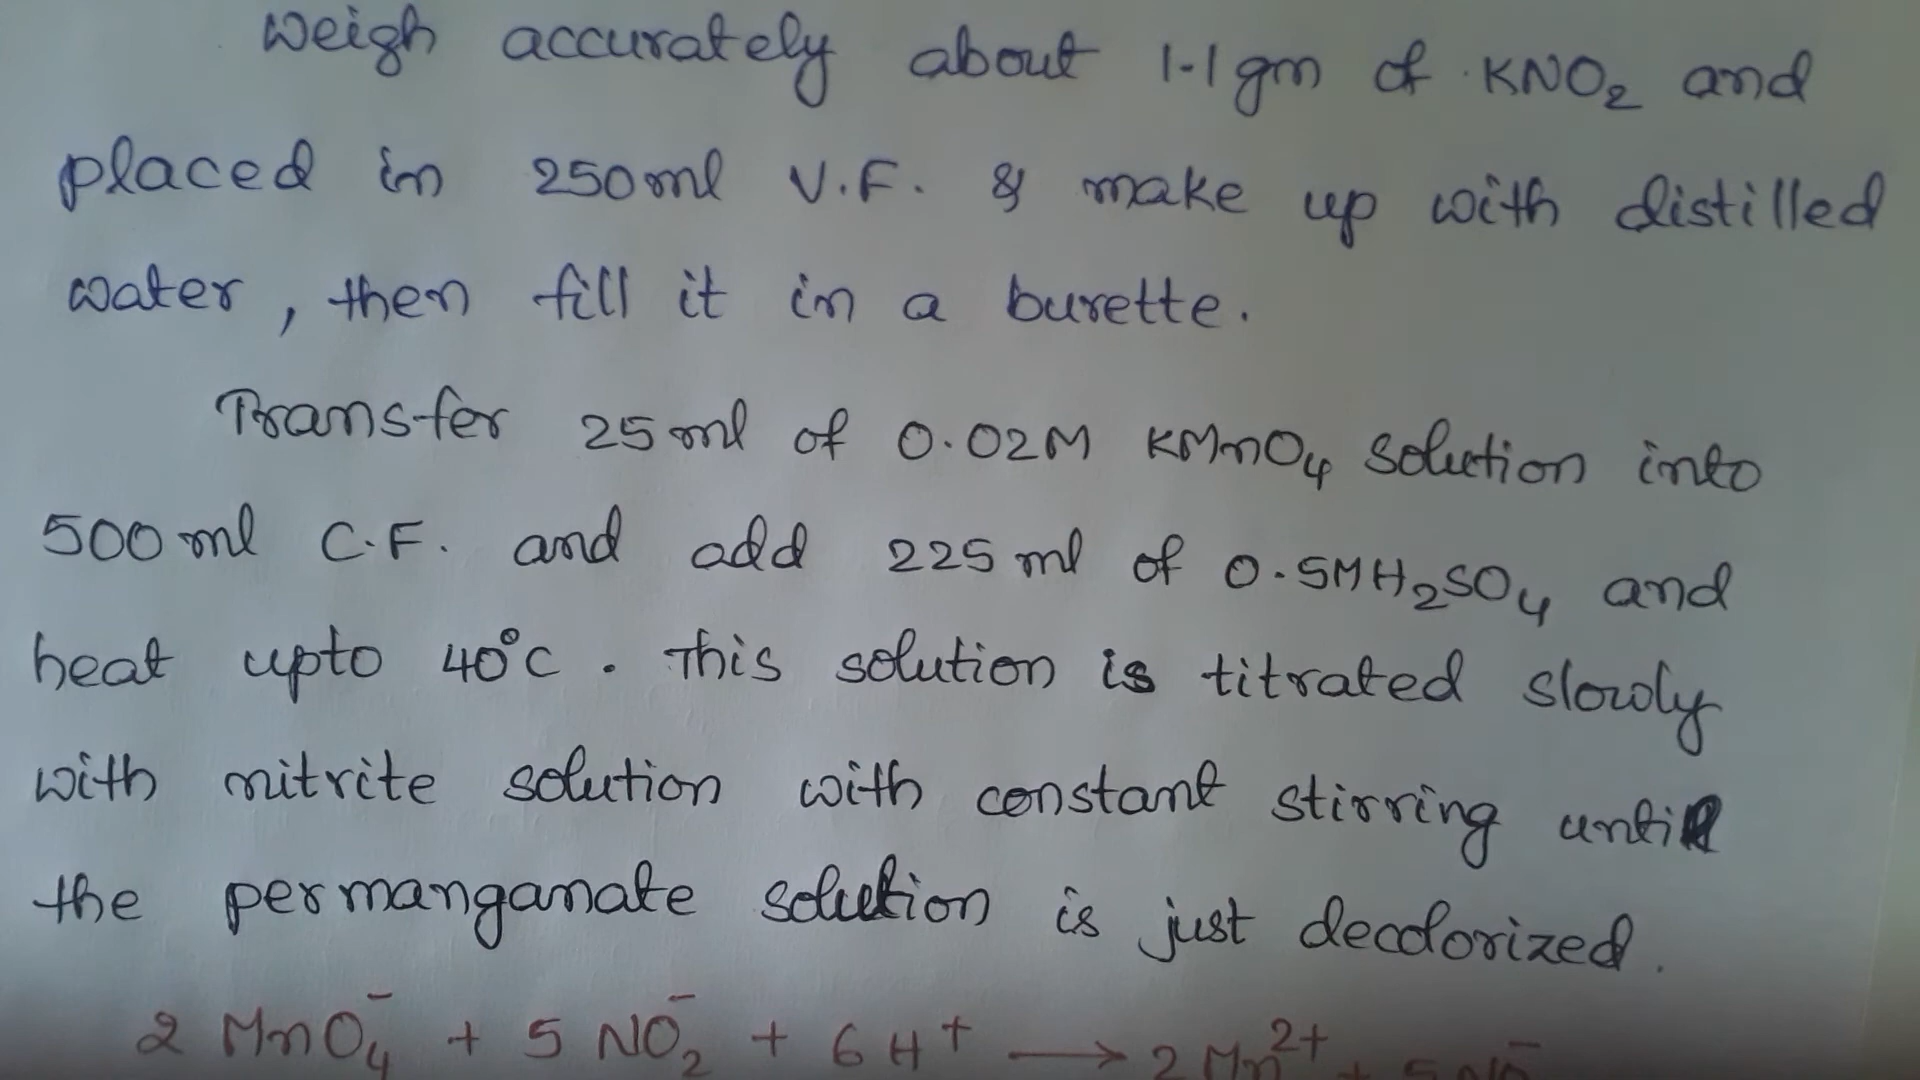 Weigh accurately about 1.1 gm of KNO₂ and
placed in 250 ml V.F. & make up with distilled
water, then fill it in a burette.
Transfer 25 ml of 0.02M KMnO₄ solution into
500 ml C.F. and add 225 ml of 0.5M H₂SO₄ and
heat upto 40°C. This solution is titrated slowly
with nitrite solution with constant stirring until
the permanganate solution is just decolorized.
2 MnO₄⁻ + 5 NO₂⁻ + 6 H⁺ ⟶ 2 Mn²⁺ +